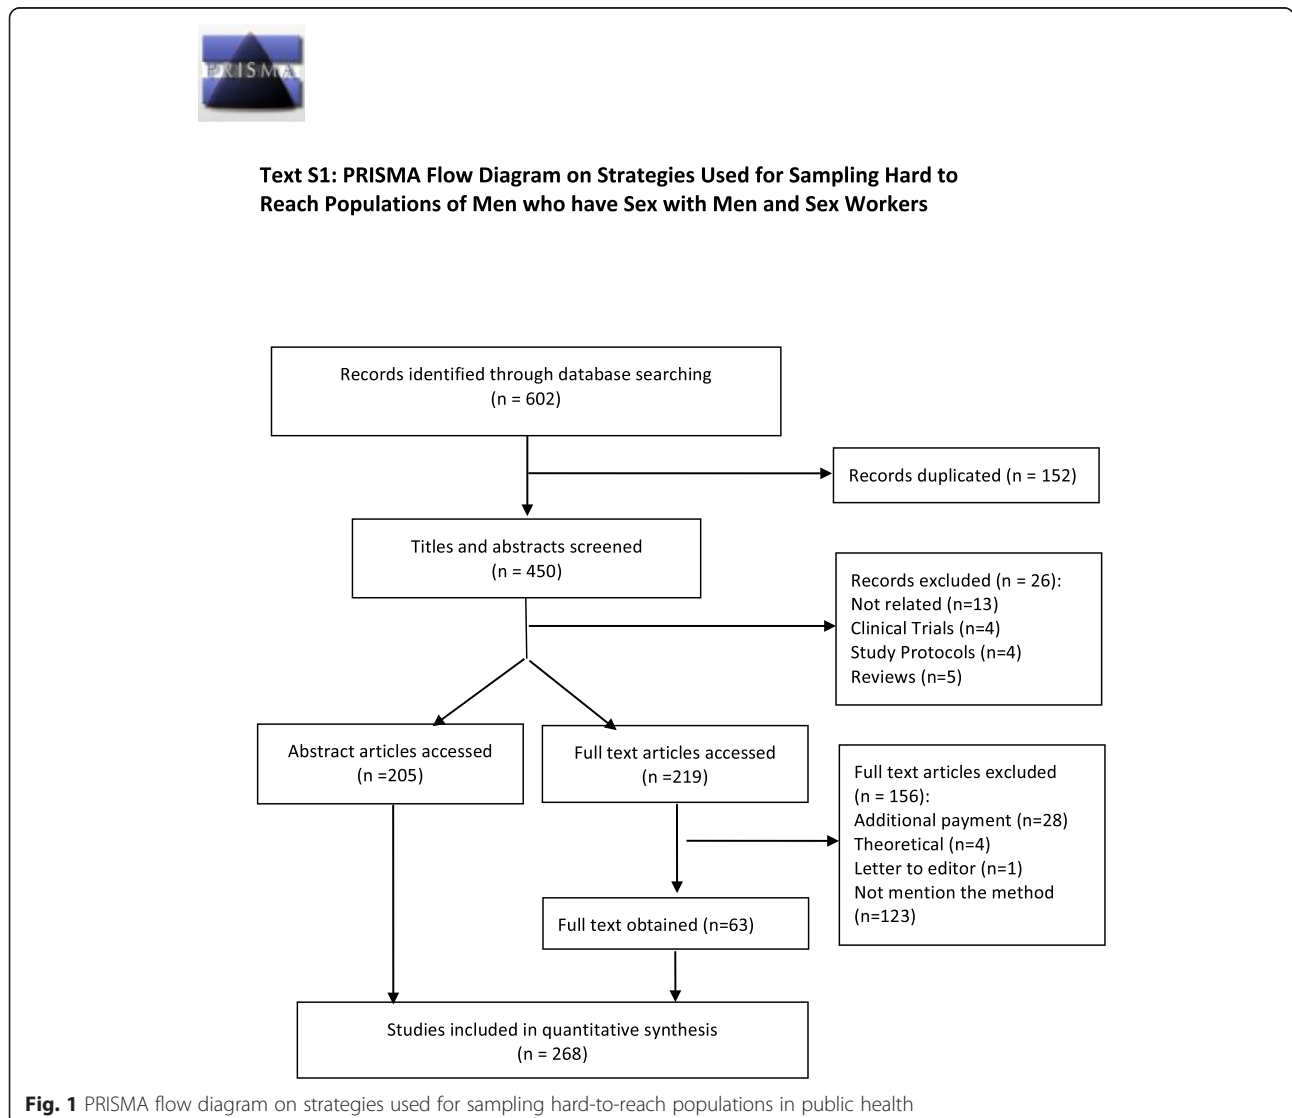 PRISMA
Text S1: PRISMA Flow Diagram on Strategies Used for Sampling Hard to
Reach Populations of Men who have Sex with Men and Sex Workers
Records identified through database searching
(n = 602)
Records duplicated (n = 152)
Titles and abstracts screened
(n = 450)
Records excluded (n = 26):
Not related (n=13)
Clinical Trials (n=4)
Study Protocols (n=4)
Reviews (n=5)
Abstract articles accessed
(n =205)
Full text articles accessed
(n =219)
Full text articles excluded
(n = 156):
Additional payment (n=28)
Theoretical (n=4)
Letter to editor (n=1)
Not mention the method
(n=123)
Full text obtained (n=63)
Studies included in quantitative synthesis
(n = 268)
Fig. 1 PRISMA flow diagram on strategies used for sampling hard-to-reach populations in public health